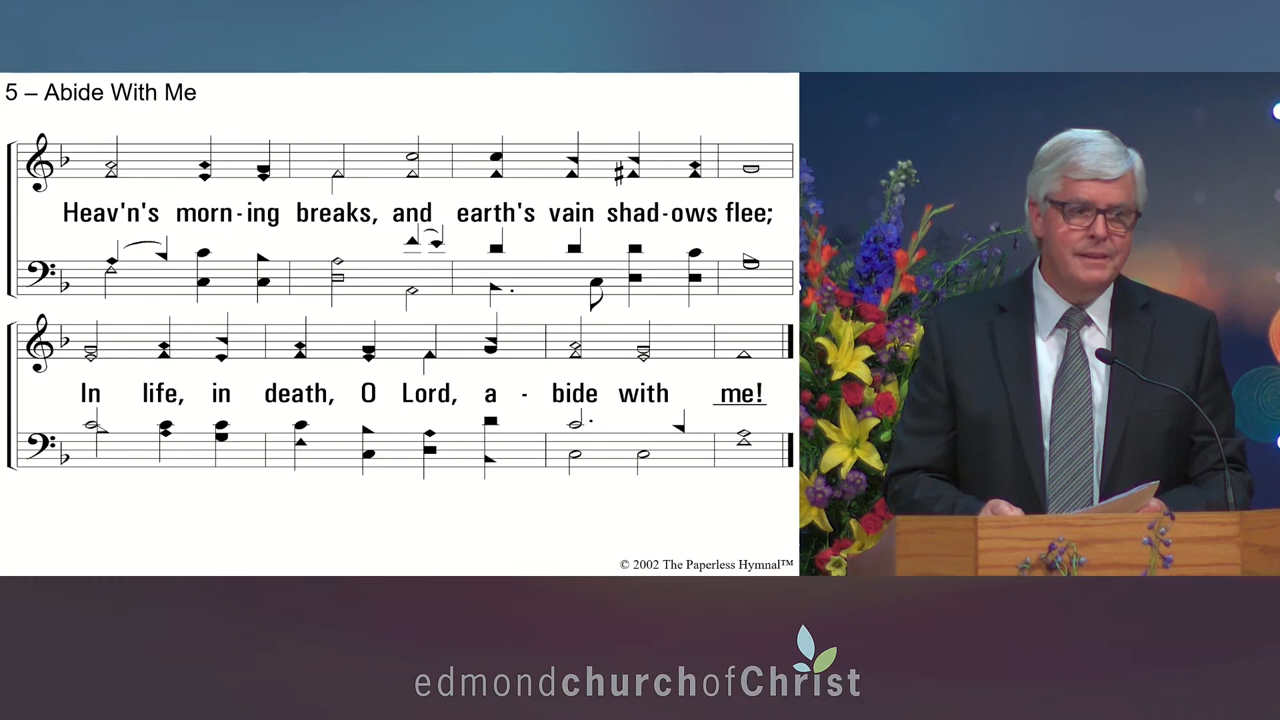 5 – Abide With Me
Heav'n's morn-ing breaks, and earth's vain shad-ows flee;
In life, in death, O Lord, a - bide with me!
© 2002 The Paperless Hymnal™
edmondchurchofChrist